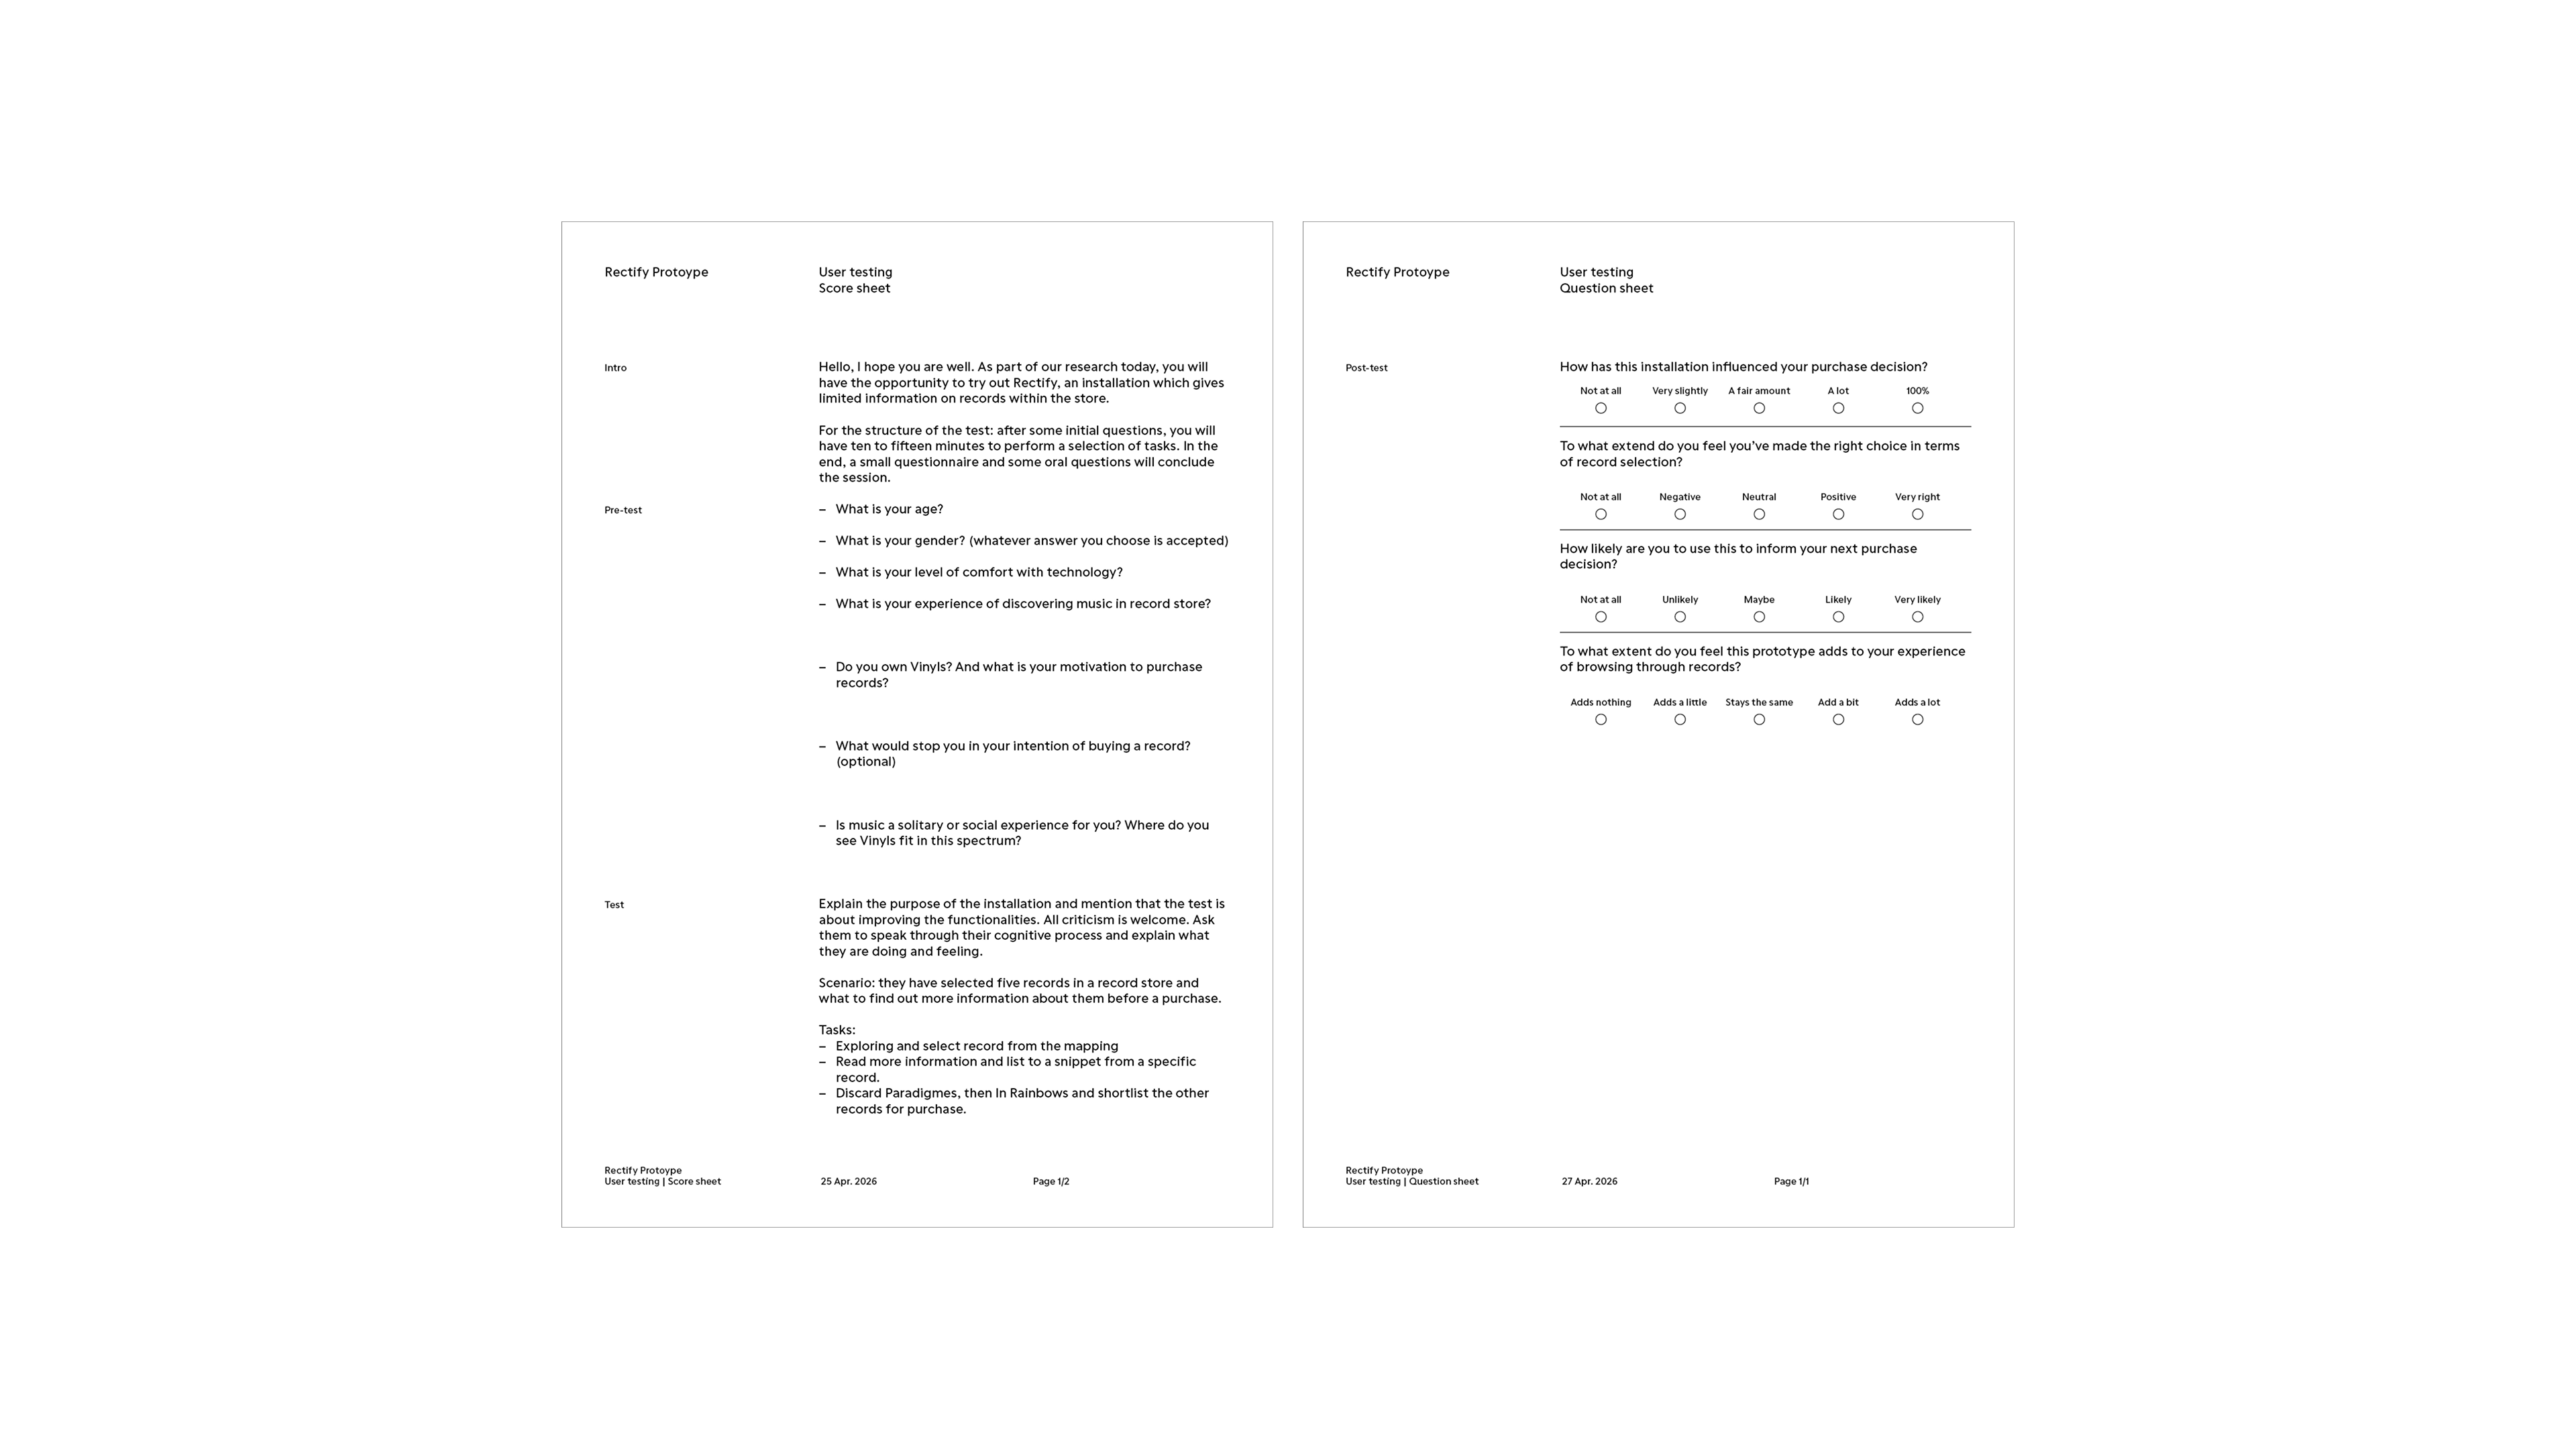 Rectify Protoype
User testing
Score sheet
Intro
Hello, I hope you are well. As part of our research today, you will
have the opportunity to try out Rectify, an installation which gives
limited information on records within the store.
For the structure of the test: after some initial questions, you will
have ten to fifteen minutes to perform a selection of tasks. In the
end, a small questionnaire and some oral questions will conclude
the session.
Pre-test
– What is your age?
– What is your gender? (whatever answer you choose is accepted)
– What is your level of comfort with technology?
– What is your experience of discovering music in record store?
– Do you own Vinyls? And what is your motivation to purchase
records?
– What would stop you in your intention of buying a record?
(optional)
– Is music a solitary or social experience for you? Where do you
see Vinyls fit in this spectrum?
Test
Explain the purpose of the installation and mention that the test is
about improving the functionalities. All criticism is welcome. Ask
them to speak through their cognitive process and explain what
they are doing and feeling.
Scenario: they have selected five records in a record store and
what to find out more information about them before a purchase.
Tasks:
– Exploring and select record from the mapping
– Read more information and list to a snippet from a specific
record.
– Discard Paradigmes, then In Rainbows and shortlist the other
records for purchase.
Rectify Protoype
User testing | Score sheet
25 Apr. 2026
Page 1/2
Rectify Protoype
User testing
Question sheet
Post-test
How has this installation influenced your purchase decision?
Not at all Very slightly A fair amount A lot 100%
To what extend do you feel you’ve made the right choice in terms
of record selection?
Not at all Negative Neutral Positive Very right
How likely are you to use this to inform your next purchase
decision?
Not at all Unlikely Maybe Likely Very likely
To what extent do you feel this prototype adds to your experience
of browsing through records?
Adds nothing Adds a little Stays the same Add a bit Adds a lot
Rectify Protoype
User testing | Question sheet
27 Apr. 2026
Page 1/1